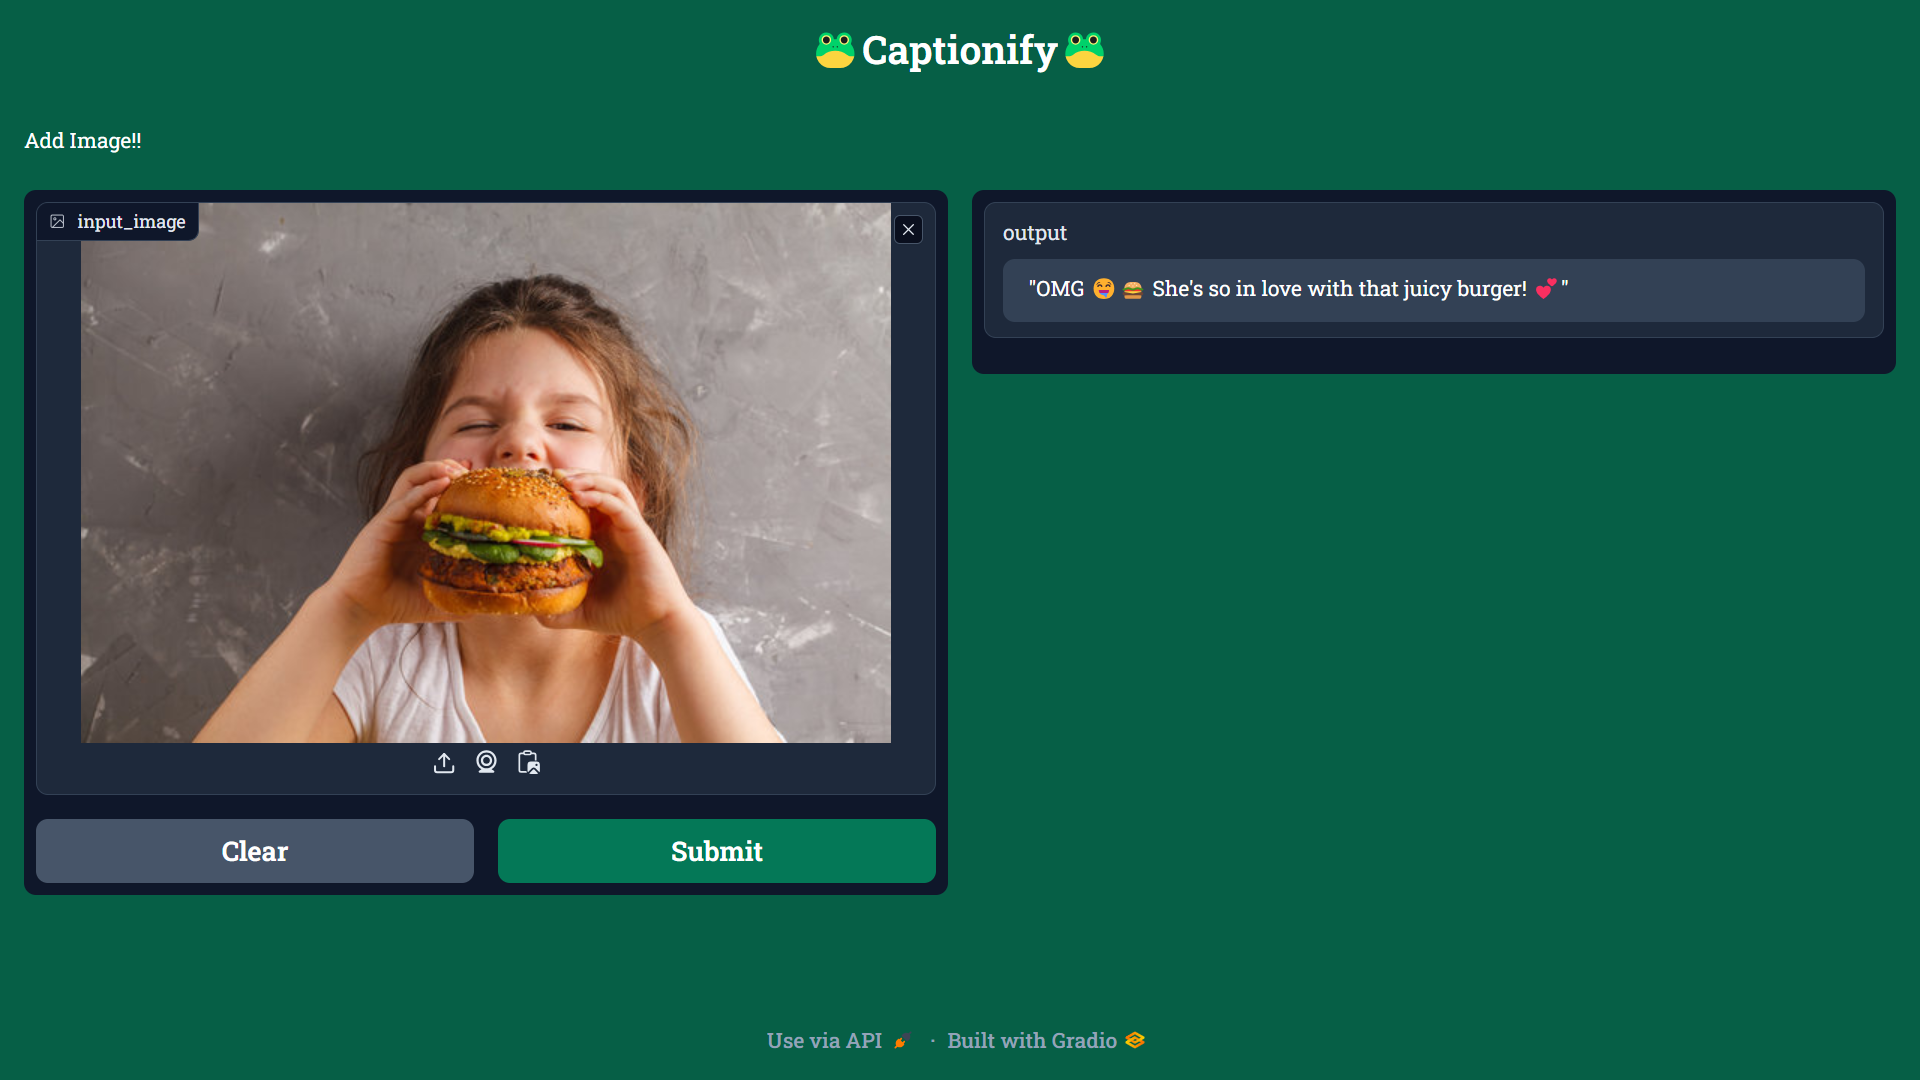 🐸 Captionify 🐸
Add Image!!
input_image
Clear
Submit
output
"OMG 🤪 🍔 She's so in love with that juicy burger! 💕 "
Use via API 🚀 · Built with Gradio